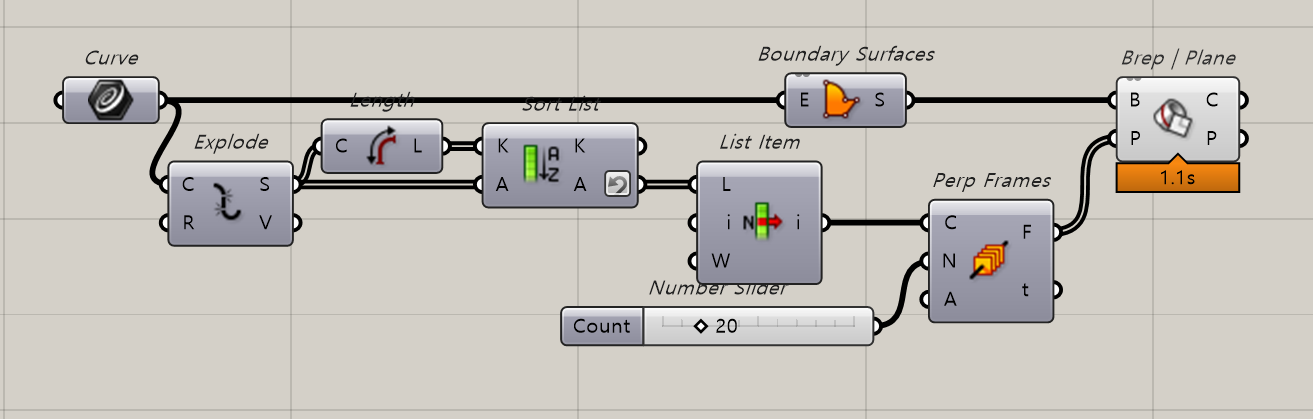 Curve
Boundary Surfaces
Brep | Plane
E S
B C
P P
1.1s
Length
C L
Sort List
K K
A A
A
Z
Explode
C S
R V
List Item
L
i N i
W
Perp Frames
C F
N
A t
Number Slider
Count 20